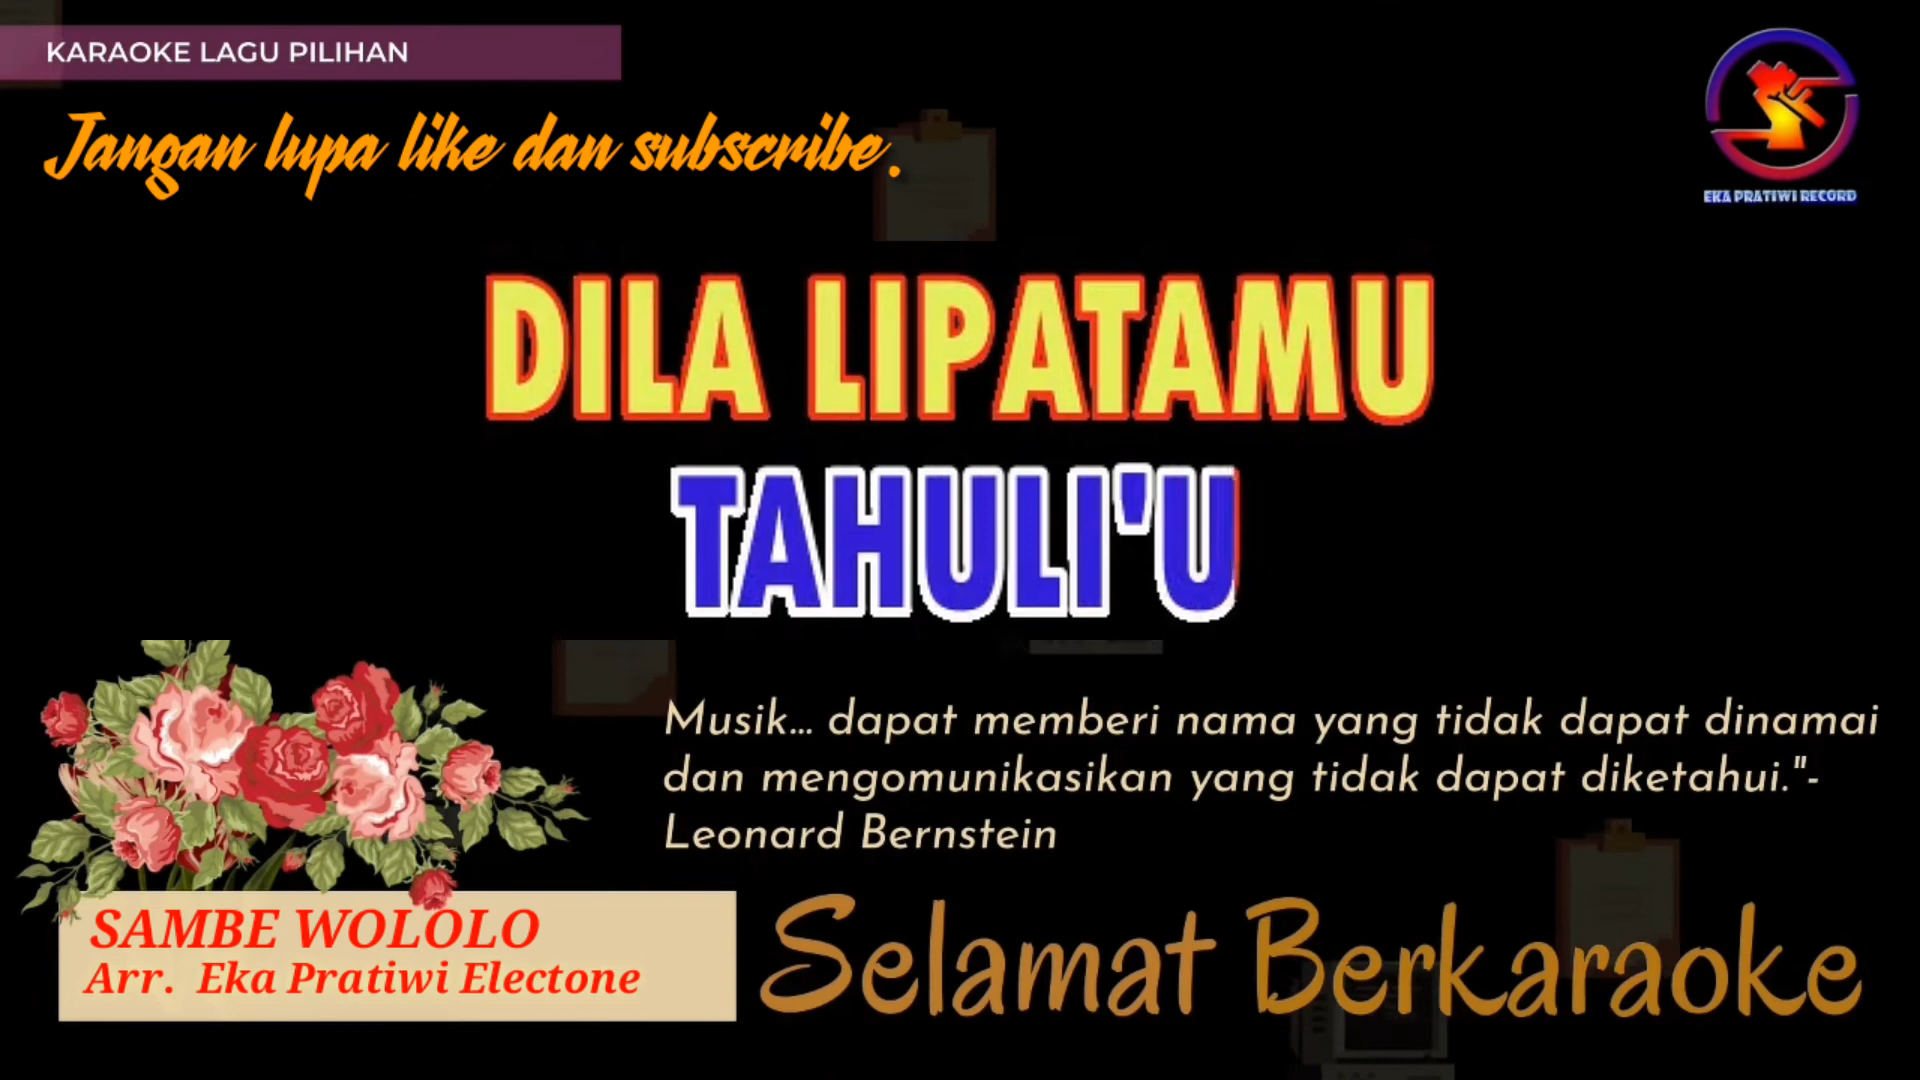 KARAOKE LAGU PILIHAN
Jangan lupa like dan subscribe.
EKA PRATIWI RECORD
DILA LIPATAMU
TAHULI'U
Musik... dapat memberi nama yang tidak dapat dinamai
dan mengomunikasikan yang tidak dapat diketahui."-
Leonard Bernstein
SAMBE WOLOLO
Arr. Eka Pratiwi Electone
Selamat Berkaraoke